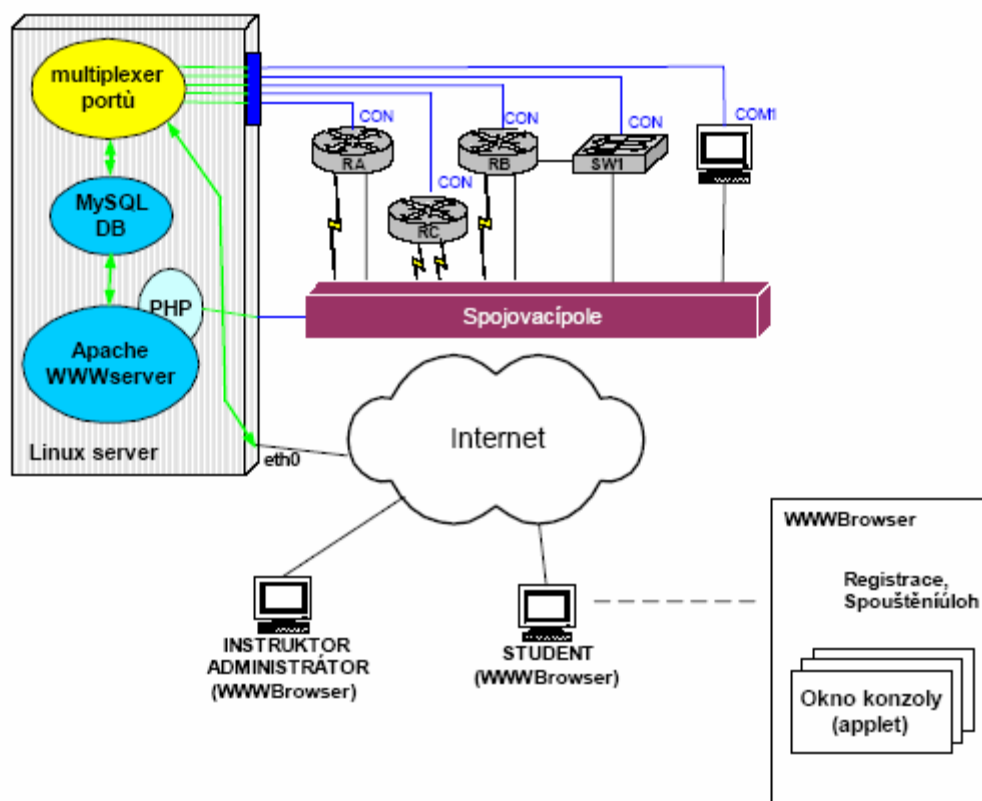 multiplexer
portù
MySQL
DB
PHP
Apache
WWWserver
Linux server
eth0
CON
RA
CON
RC
CON
RB
CON
SW1
COM1
Spojovacípole
Internet
INSTRUKTOR
ADMINISTRÁTOR
(WWWBrowser)
STUDENT
(WWWBrowser)
WWWBrowser
Registrace,
Spouštěníúloh
Okno konzoly
(applet)